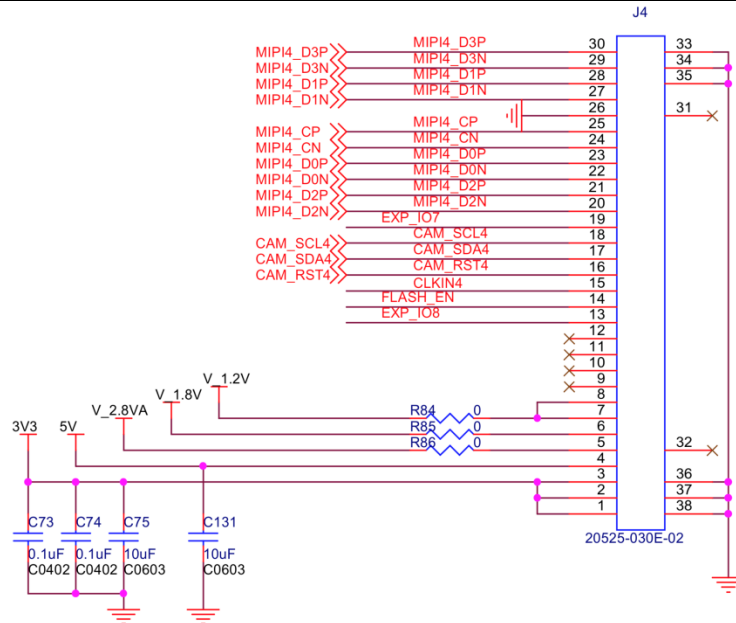 J4
MIPI4_D3P MIPI4_D3P 30 33
MIPI4_D3N MIPI4_D3N 29 34
MIPI4_D1P MIPI4_D1P 28 35
MIPI4_D1N MIPI4_D1N 27
26 31
MIPI4_CP MIPI4_CP 25
MIPI4_CN MIPI4_CN 24
MIPI4_D0P MIPI4_D0P 23
MIPI4_D0N MIPI4_D0N 22
MIPI4_D2P MIPI4_D2P 21
MIPI4_D2N MIPI4_D2N 20
EXP_IO7 19
CAM_SCL4 CAM_SCL4 18
CAM_SDA4 CAM_SDA4 17
CAM_RST4 CAM_RST4 16
CLKIN4 15
FLASH_EN 14
EXP_IO8 13
12
11
10
9
V_1.2V
V_1.8V 8
V_2.8VA R84 0 7
3V3 5V R85 0 6
R86 0 5 32
4
3 36
2 37
1 38
C73 C74 C75 C131
20525-030E-02
0.1uF 0.1uF 10uF 10uF
C0402 C0402 C0603 C0603